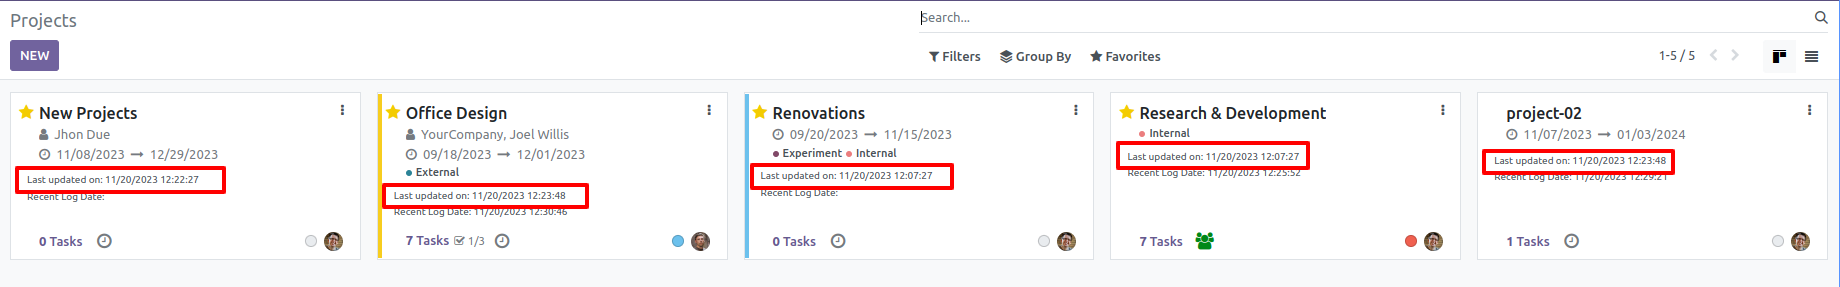 Projects
Search...
NEW
Filters Group By Favorites
1-5 / 5
New Projects
Jhon Due
11/08/2023 → 12/29/2023
Last updated on: 11/20/2023 12:22:27
Recent Log Date:
0 Tasks
Office Design
YourCompany, Joel Willis
09/18/2023 → 12/01/2023
External
Last updated on: 11/20/2023 12:23:48
Recent Log Date: 11/20/2023 12:30:46
7 Tasks 1/3
Renovations
09/20/2023 → 11/15/2023
Experiment Internal
Last updated on: 11/20/2023 12:07:27
Recent Log Date:
0 Tasks
Research & Development
Internal
Last updated on: 11/20/2023 12:07:27
Recent Log Date: 11/20/2023 12:25:52
7 Tasks
project-02
11/07/2023 → 01/03/2024
Last updated on: 11/20/2023 12:23:48
Recent Log Date: 11/20/2023 12:29:21
1 Tasks